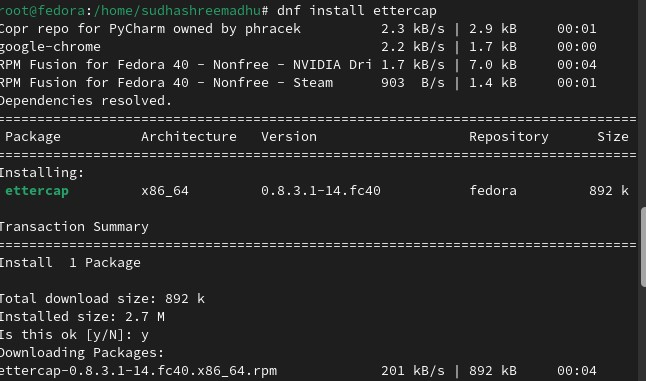 root@fedora:/home/sudhashreemadhu# dnf install ettercap
Copr repo for PyCharm owned by phracek 2.3 kB/s | 2.9 kB 00:01
google-chrome 2.2 kB/s | 1.7 kB 00:00
RPM Fusion for Fedora 40 - Nonfree - NVIDIA Dri 1.7 kB/s | 7.0 kB 00:04
RPM Fusion for Fedora 40 - Nonfree - Steam 903 B/s | 1.4 kB 00:01
Dependencies resolved.
================================================================================
Package Architecture Version Repository Size
================================================================================
Installing:
ettercap x86_64 0.8.3.1-14.fc40 fedora 892 k
Transaction Summary
================================================================================
Install 1 Package
Total download size: 892 k
Installed size: 2.7 M
Is this ok [y/N]: y
Downloading Packages:
ettercap-0.8.3.1-14.fc40.x86_64.rpm 201 kB/s | 892 kB 00:04